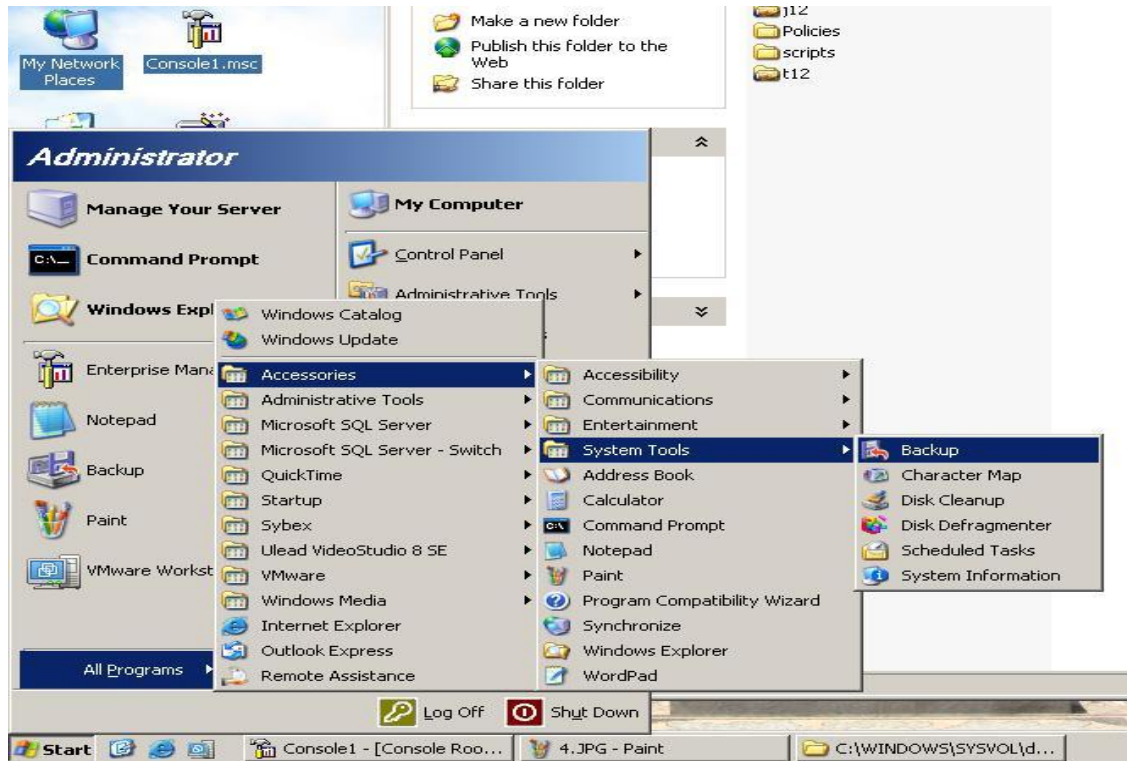 My Network
Places
Console1.msc
Make a new folder
Publish this folder to the
Web
Share this folder
j12
Policies
scripts
t12
Administrator
Manage Your Server
Command Prompt
Windows Expl
Enterprise Mana
Notepad
Backup
Paint
VMware Workst
All Programs
My Computer
Control Panel
Administrative Tools
Windows Catalog
Windows Update
Accessories
Administrative Tools
Microsoft SQL Server
Microsoft SQL Server - Switch
QuickTime
Startup
Sybex
Ulead VideoStudio 8 SE
VMware
Windows Media
Internet Explorer
Outlook Express
Remote Assistance
Accessibility
Communications
Entertainment
System Tools
Address Book
Calculator
Command Prompt
Notepad
Paint
Program Compatibility Wizard
Synchronize
Windows Explorer
WordPad
Backup
Character Map
Disk Cleanup
Disk Defragmenter
Scheduled Tasks
System Information
Log Off
Shut Down
Start
Console1 - [Console Roo...
4.JPG - Paint
C:\WINDOWS\SYSVOL\d...